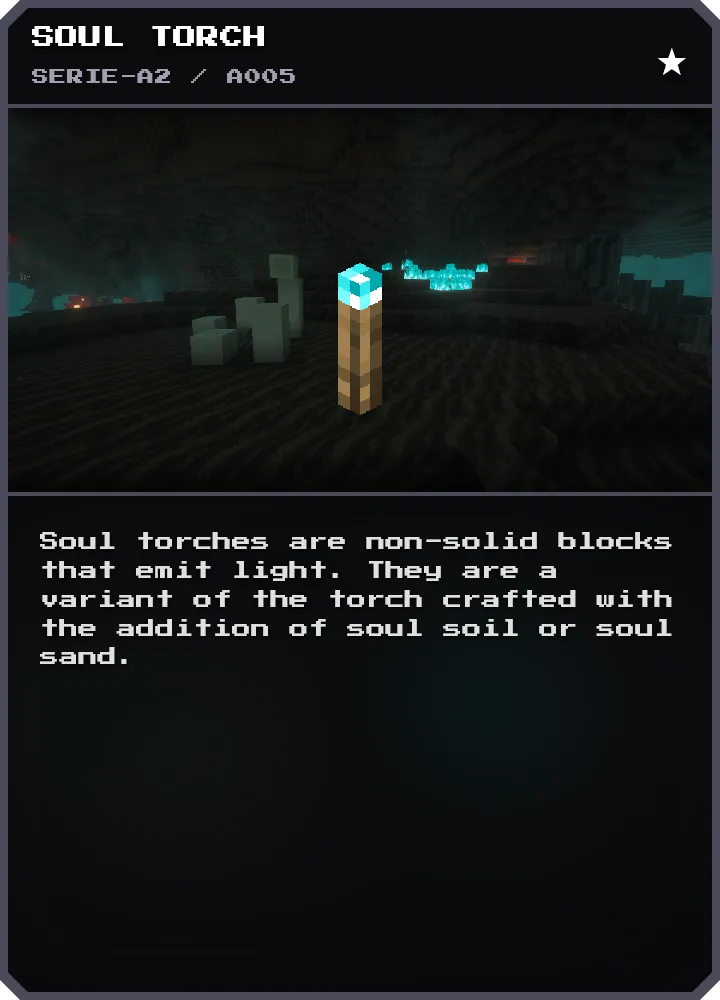 SOUL TORCH
SERIE-A2 / A005
★
Soul torches are non-solid blocks
that emit light. They are a
variant of the torch crafted with
the addition of soul soil or soul
sand.